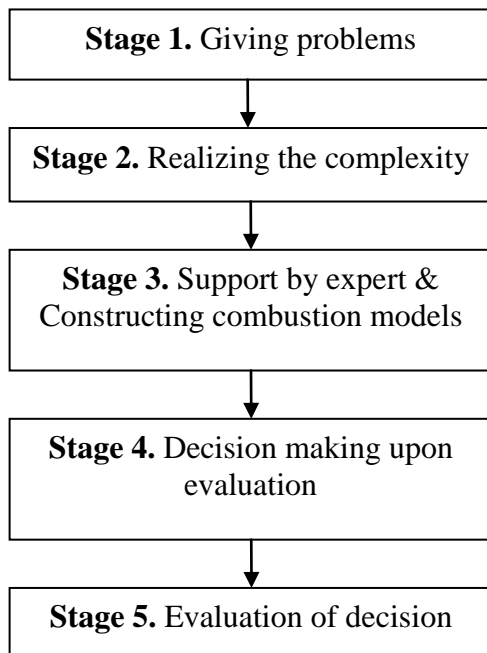 Stage 1. Giving problems
Stage 2. Realizing the complexity
Stage 3. Support by expert &
Constructing combustion models
Stage 4. Decision making upon
evaluation
Stage 5. Evaluation of decision